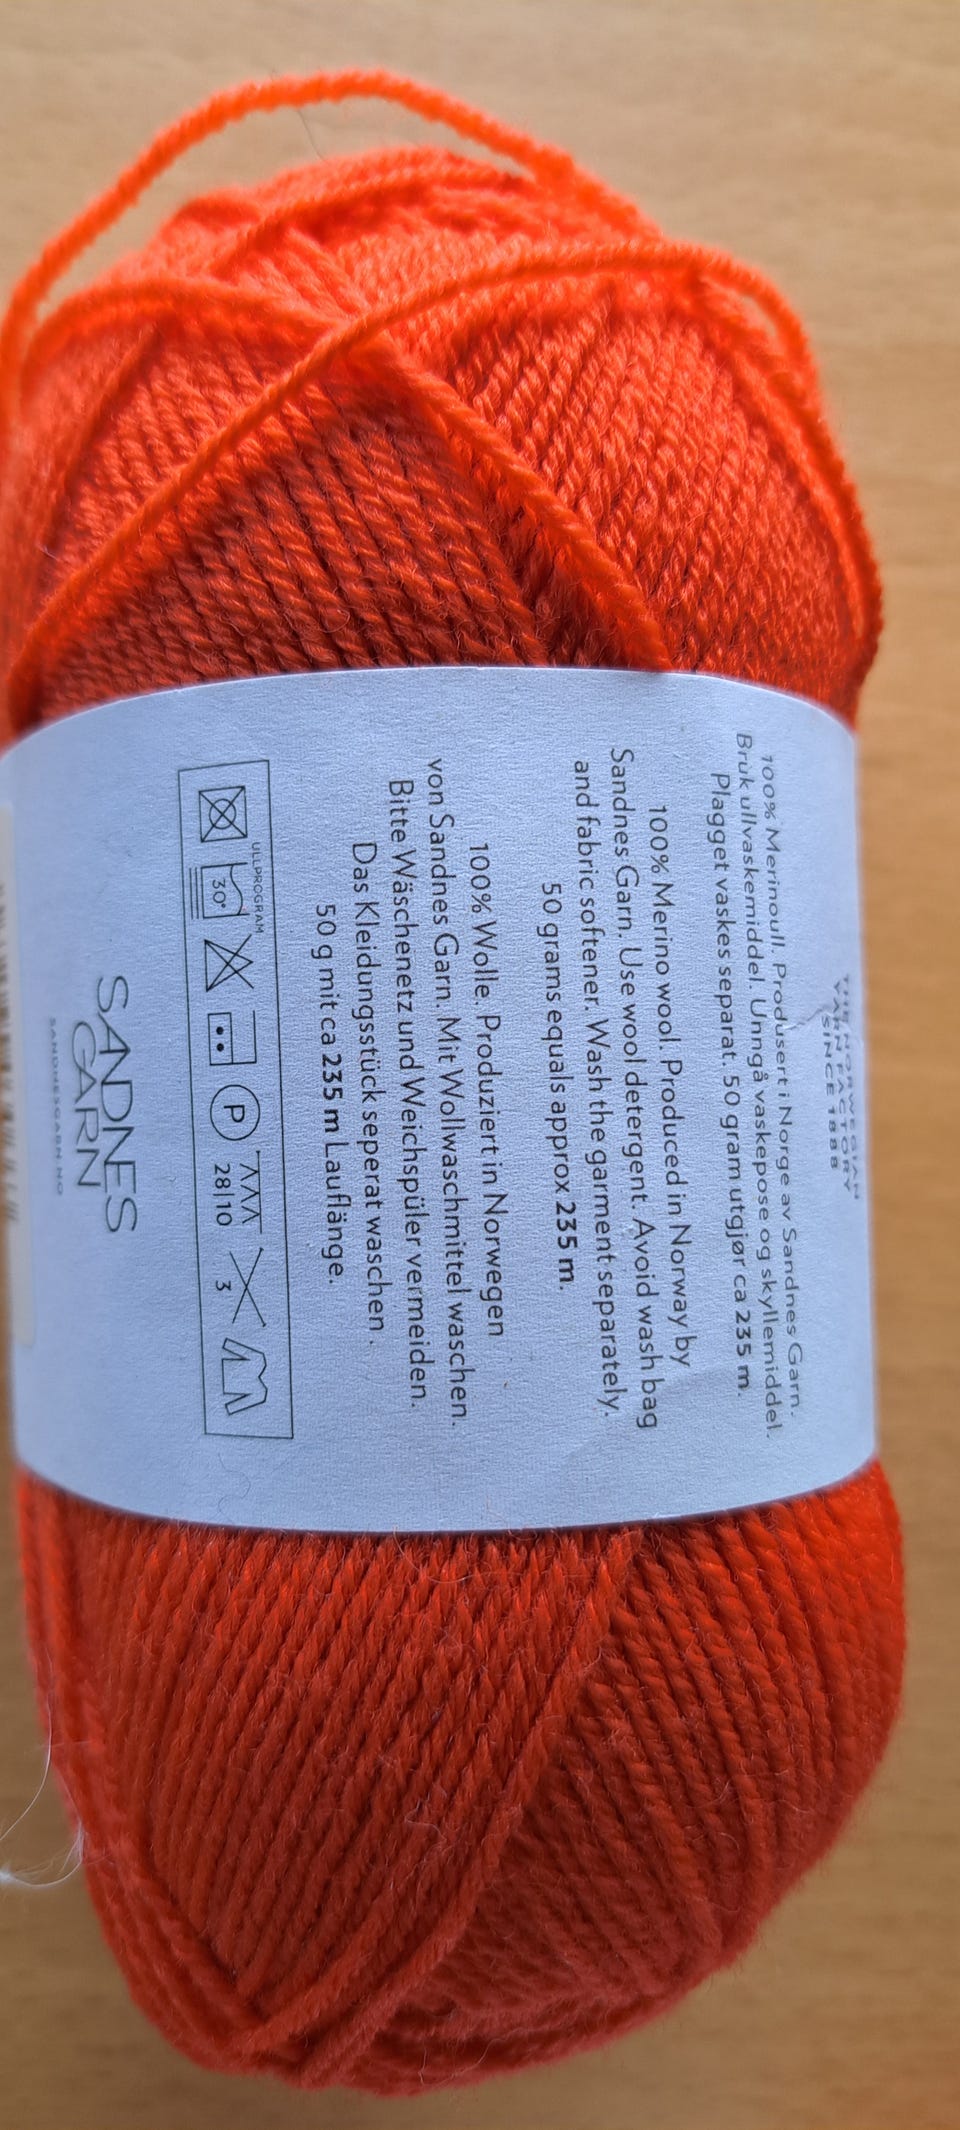 THE NORWEGIAN
YARN FACTORY
SINCE 1888
100% Merinoull. Produsert i Norge av Sandnes Garn.
Bruk ullvaskemiddel. Unngå vaskepose og skyllemiddel.
Plagget vaskes separat. 50 gram utgjør ca 235 m.
100% Merino wool. Produced in Norway by
Sandnes Garn. Use wool detergent. Avoid wash bag
and fabric softener. Wash the garment separately.
50 grams equals approx 235 m.
100% Wolle. Produziert in Norwegen
von Sandnes Garn. Mit Wollwaschmittel waschen.
Bitte Wäschenetz und Weichspüler vermeiden.
Das Kleidungsstück seperat waschen.
50 g mit ca 235 m Lauflänge.
ULLPROGRAM
30° P 28|10 3
SANDNES
GARN
SANDNESGARN.NO